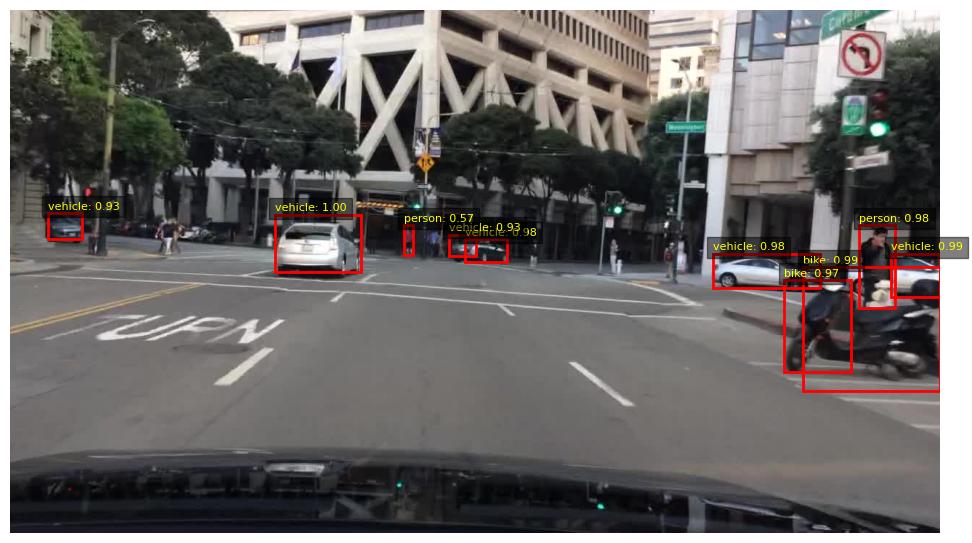 vehicle: 0.93
vehicle: 1.00
person: 0.57
vehicle: 0.93
vehicle: 0.98
person: 0.98
vehicle: 0.98
vehicle: 0.99
bike: 0.99
bike: 0.97
TURN